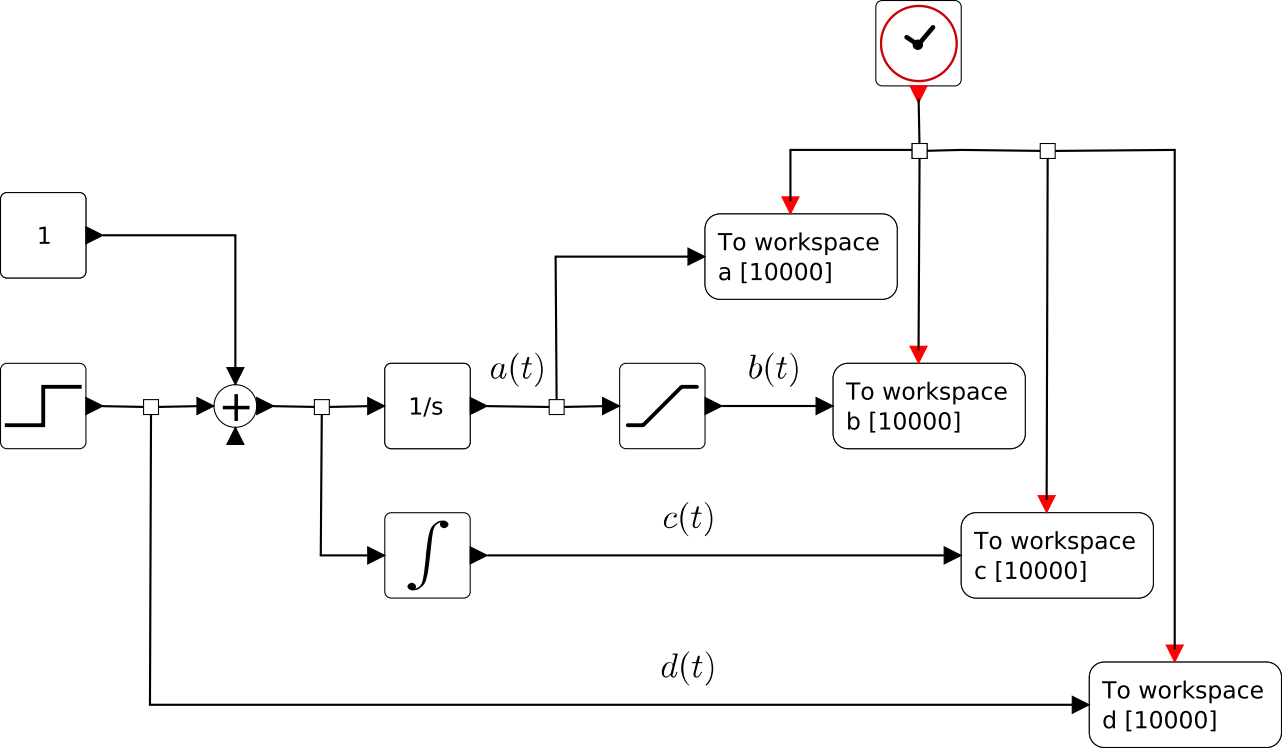 1
To workspace
a [10000]
a(t)
b(t)
1/s
To workspace
b [10000]
c(t)
∫
To workspace
c [10000]
d(t)
To workspace
d [10000]